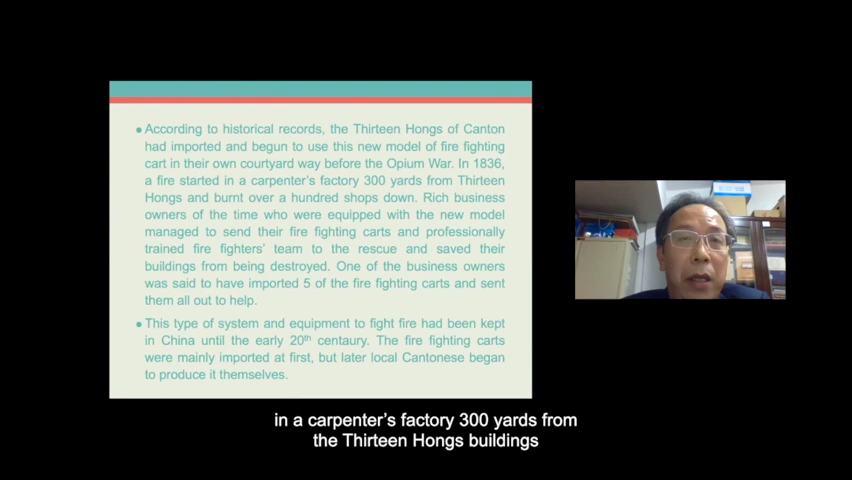 ●According to historical records, the Thirteen Hongs of Canton
had imported and begun to use this new model of fire fighting
cart in their own courtyard way before the Opium War. In 1836,
a fire started in a carpenter's factory 300 yards from Thirteen
Hongs and burnt over a hundred shops down. Rich business
owners of the time who were equipped with the new model
managed to send their fire fighting carts and professionally
trained fire fighters' team to the rescue and saved their
buildings from being destroyed. One of the business owners
was said to have imported 5 of the fire fighting carts and sent
them all out to help.
●This type of system and equipment to fight fire had been kept
in China until the early 20th centaury. The fire fighting carts
were mainly imported at first, but later local Cantonese began
to produce it themselves.
in a carpenter's factory 300 yards from
the Thirteen Hongs buildings